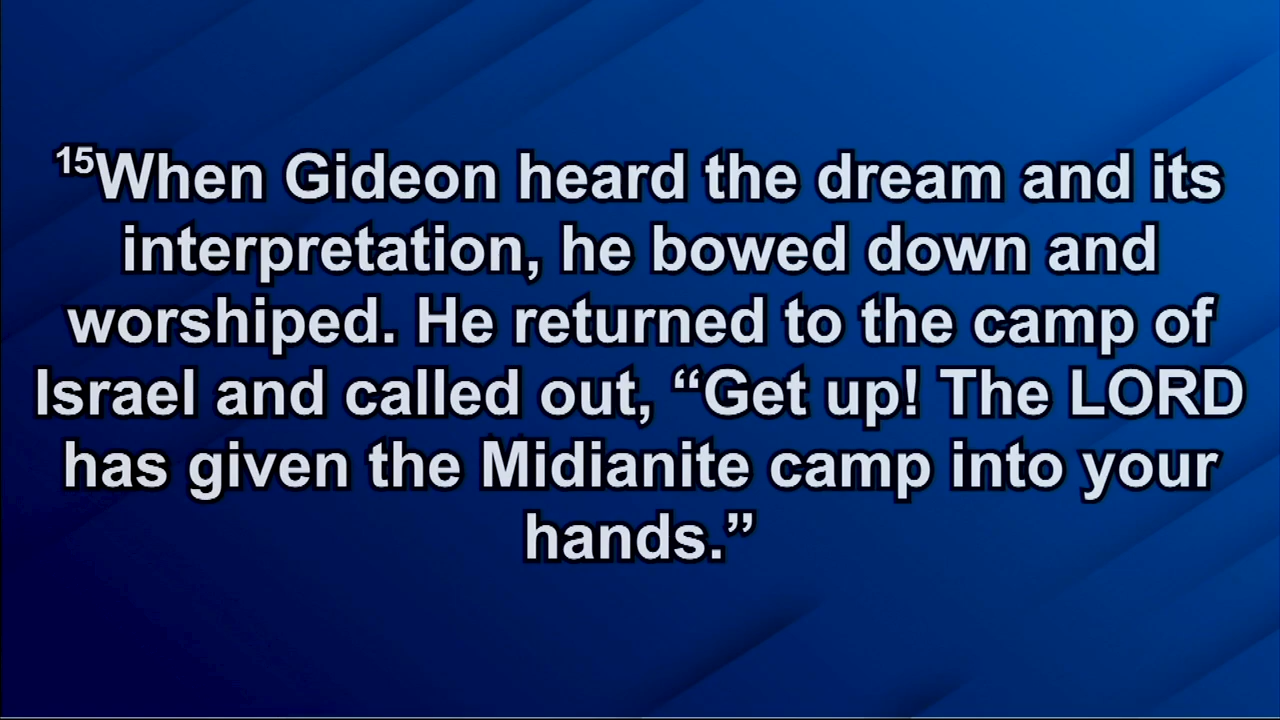 15When Gideon heard the dream and its
interpretation, he bowed down and
worshiped. He returned to the camp of
Israel and called out, “Get up! The LORD
has given the Midianite camp into your
hands.”